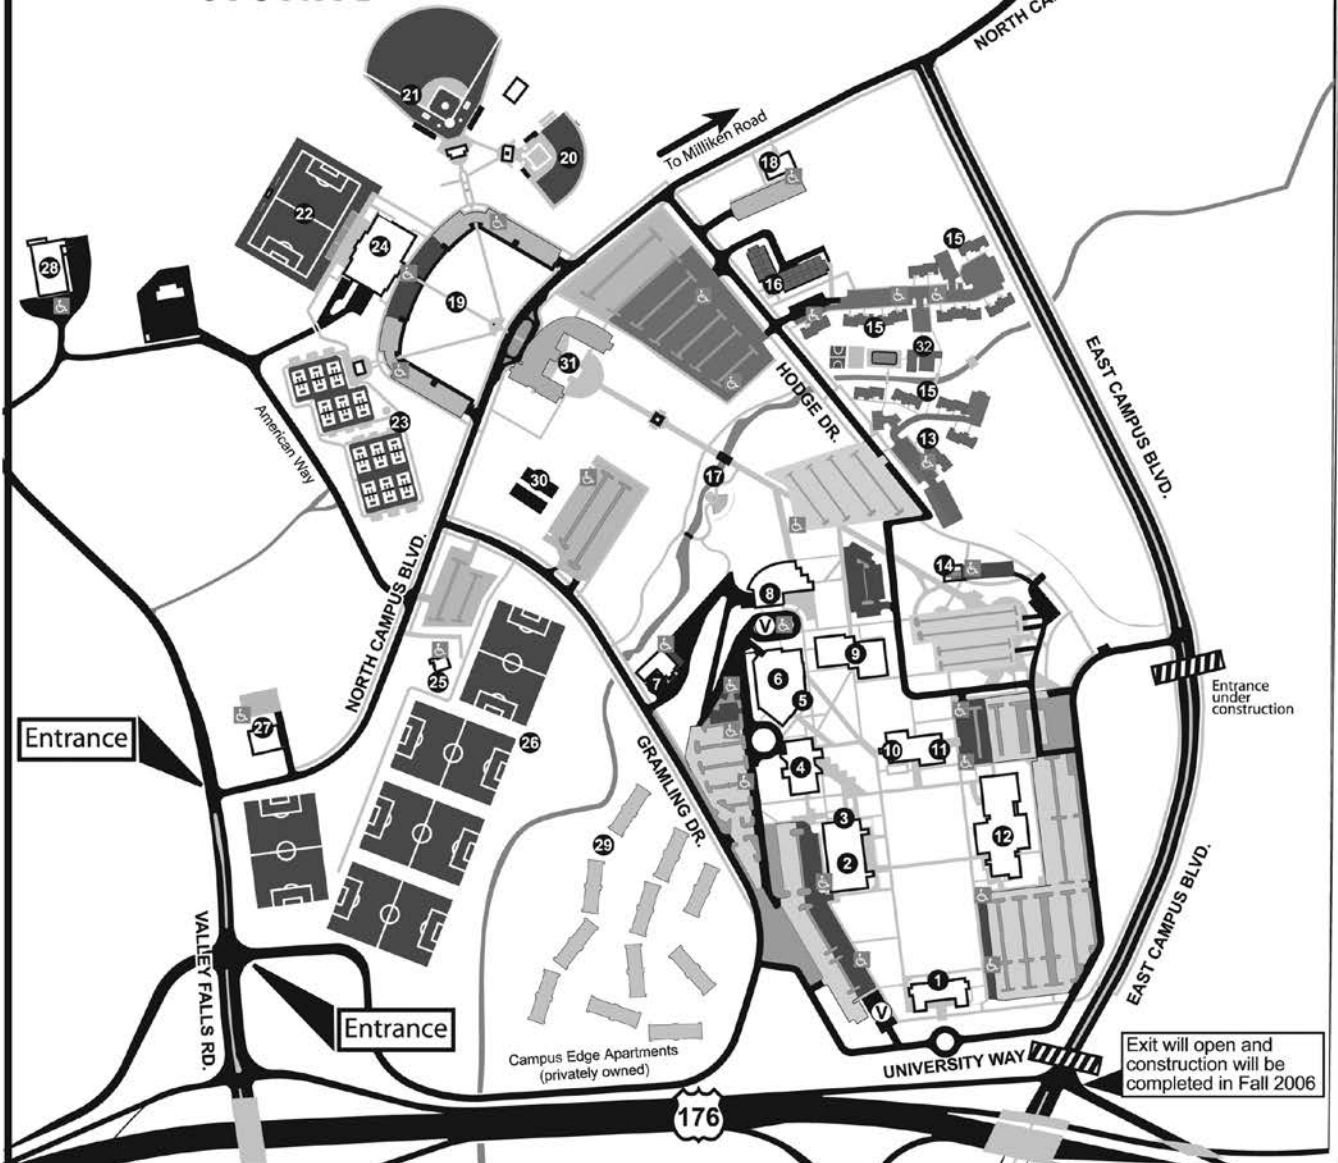 NORTH CA
To Milliken Road
21
20
18
22
24
28
15
16
19
15
32
31
EAST CAMPUS BLVD.
HODGE DR.
15
American Way
23
13
17
30
14
NORTH CAMPUS BLVD.
8
V
9
25
7
6
5
Entrance
under
construction
Entrance
27
26
GRAMLING DR.
10
11
4
3
12
29
2
VALLEY FALLS RD.
EAST CAMPUS BLVD.
1
V
Entrance
Campus Edge Apartments
(privately owned)
UNIVERSITY WAY
Exit will open and
construction will be
completed in Fall 2006
176